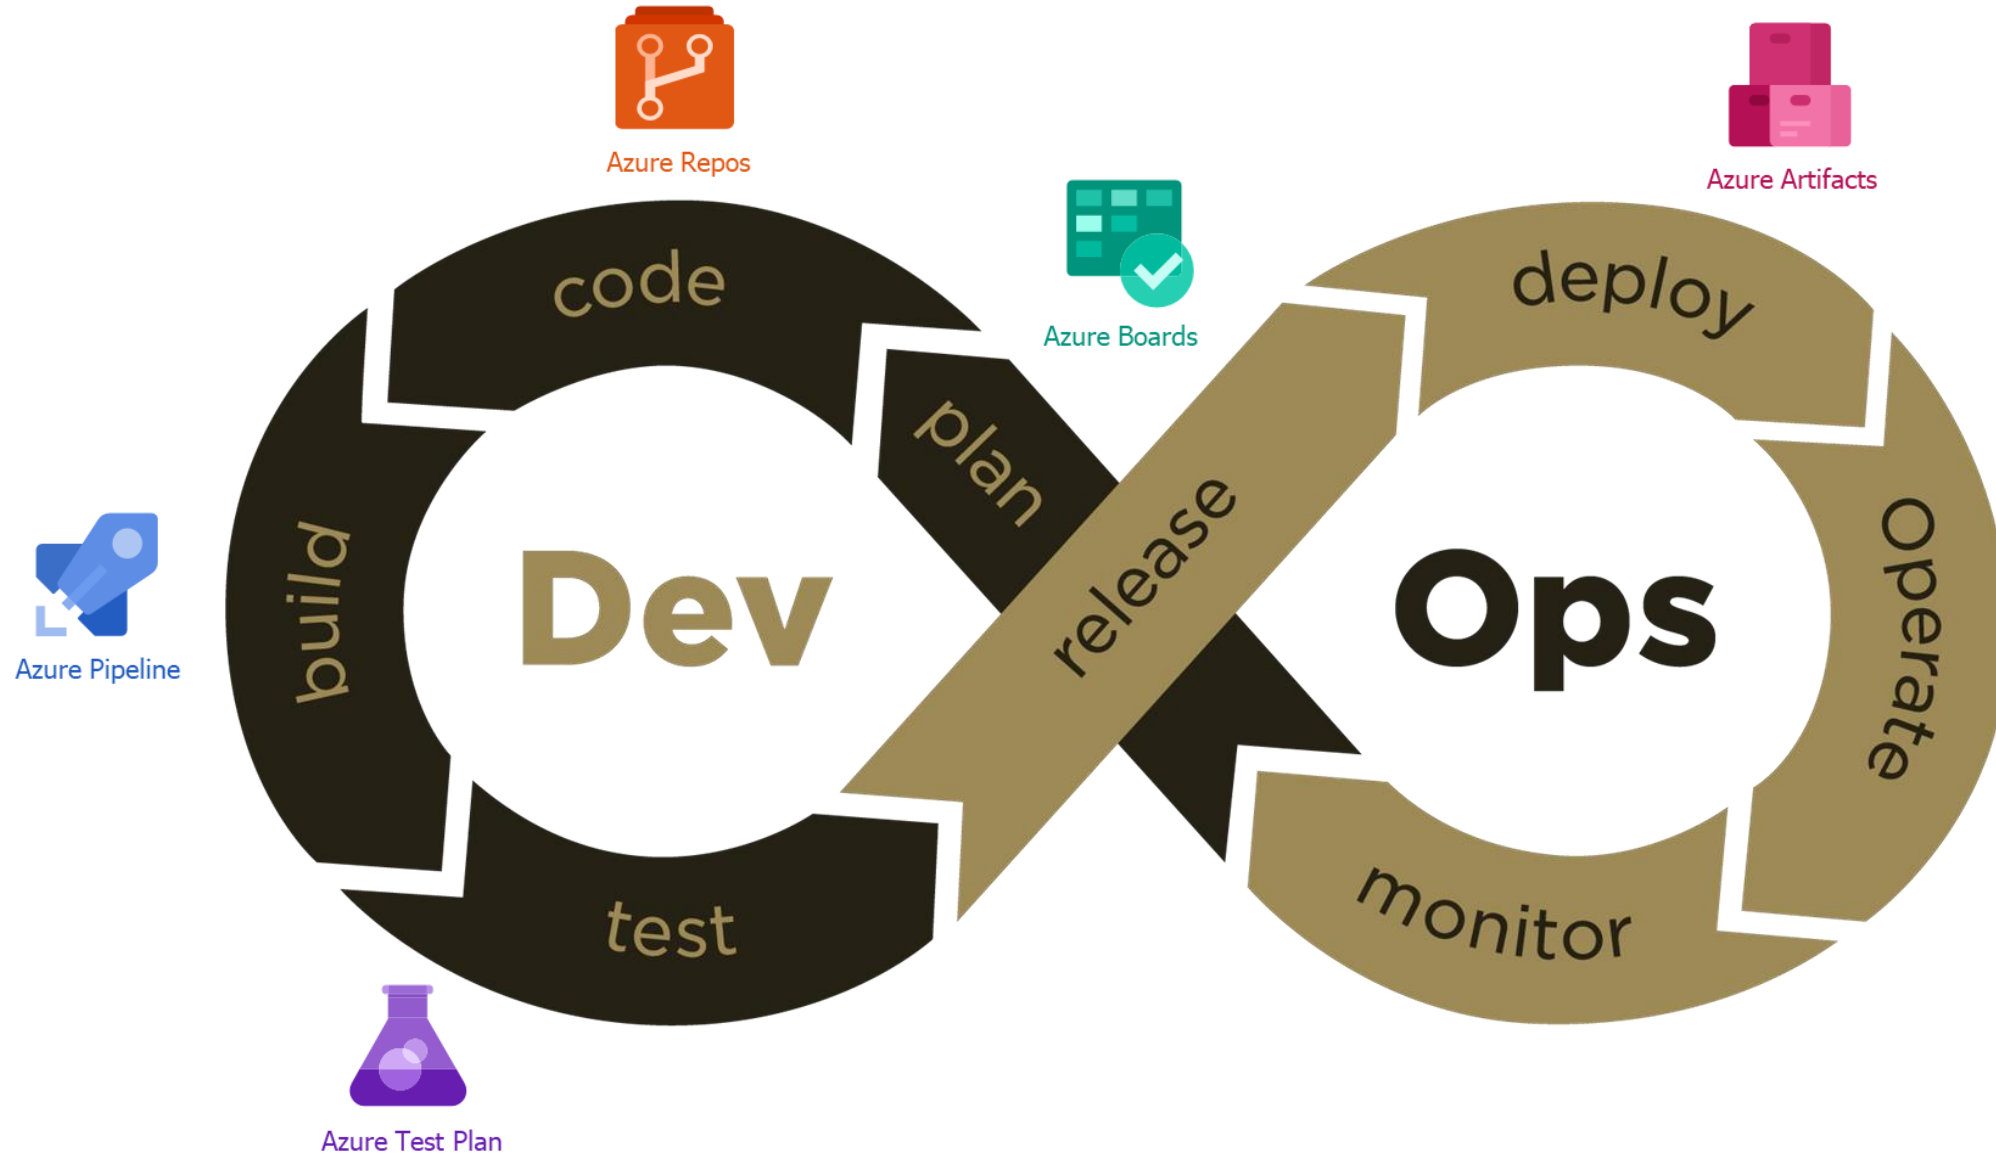 Azure Repos
Azure Artifacts
Azure Boards
code
deploy
plan
release
build
Dev
Ops
Operate
Azure Pipeline
test
monitor
Azure Test Plan